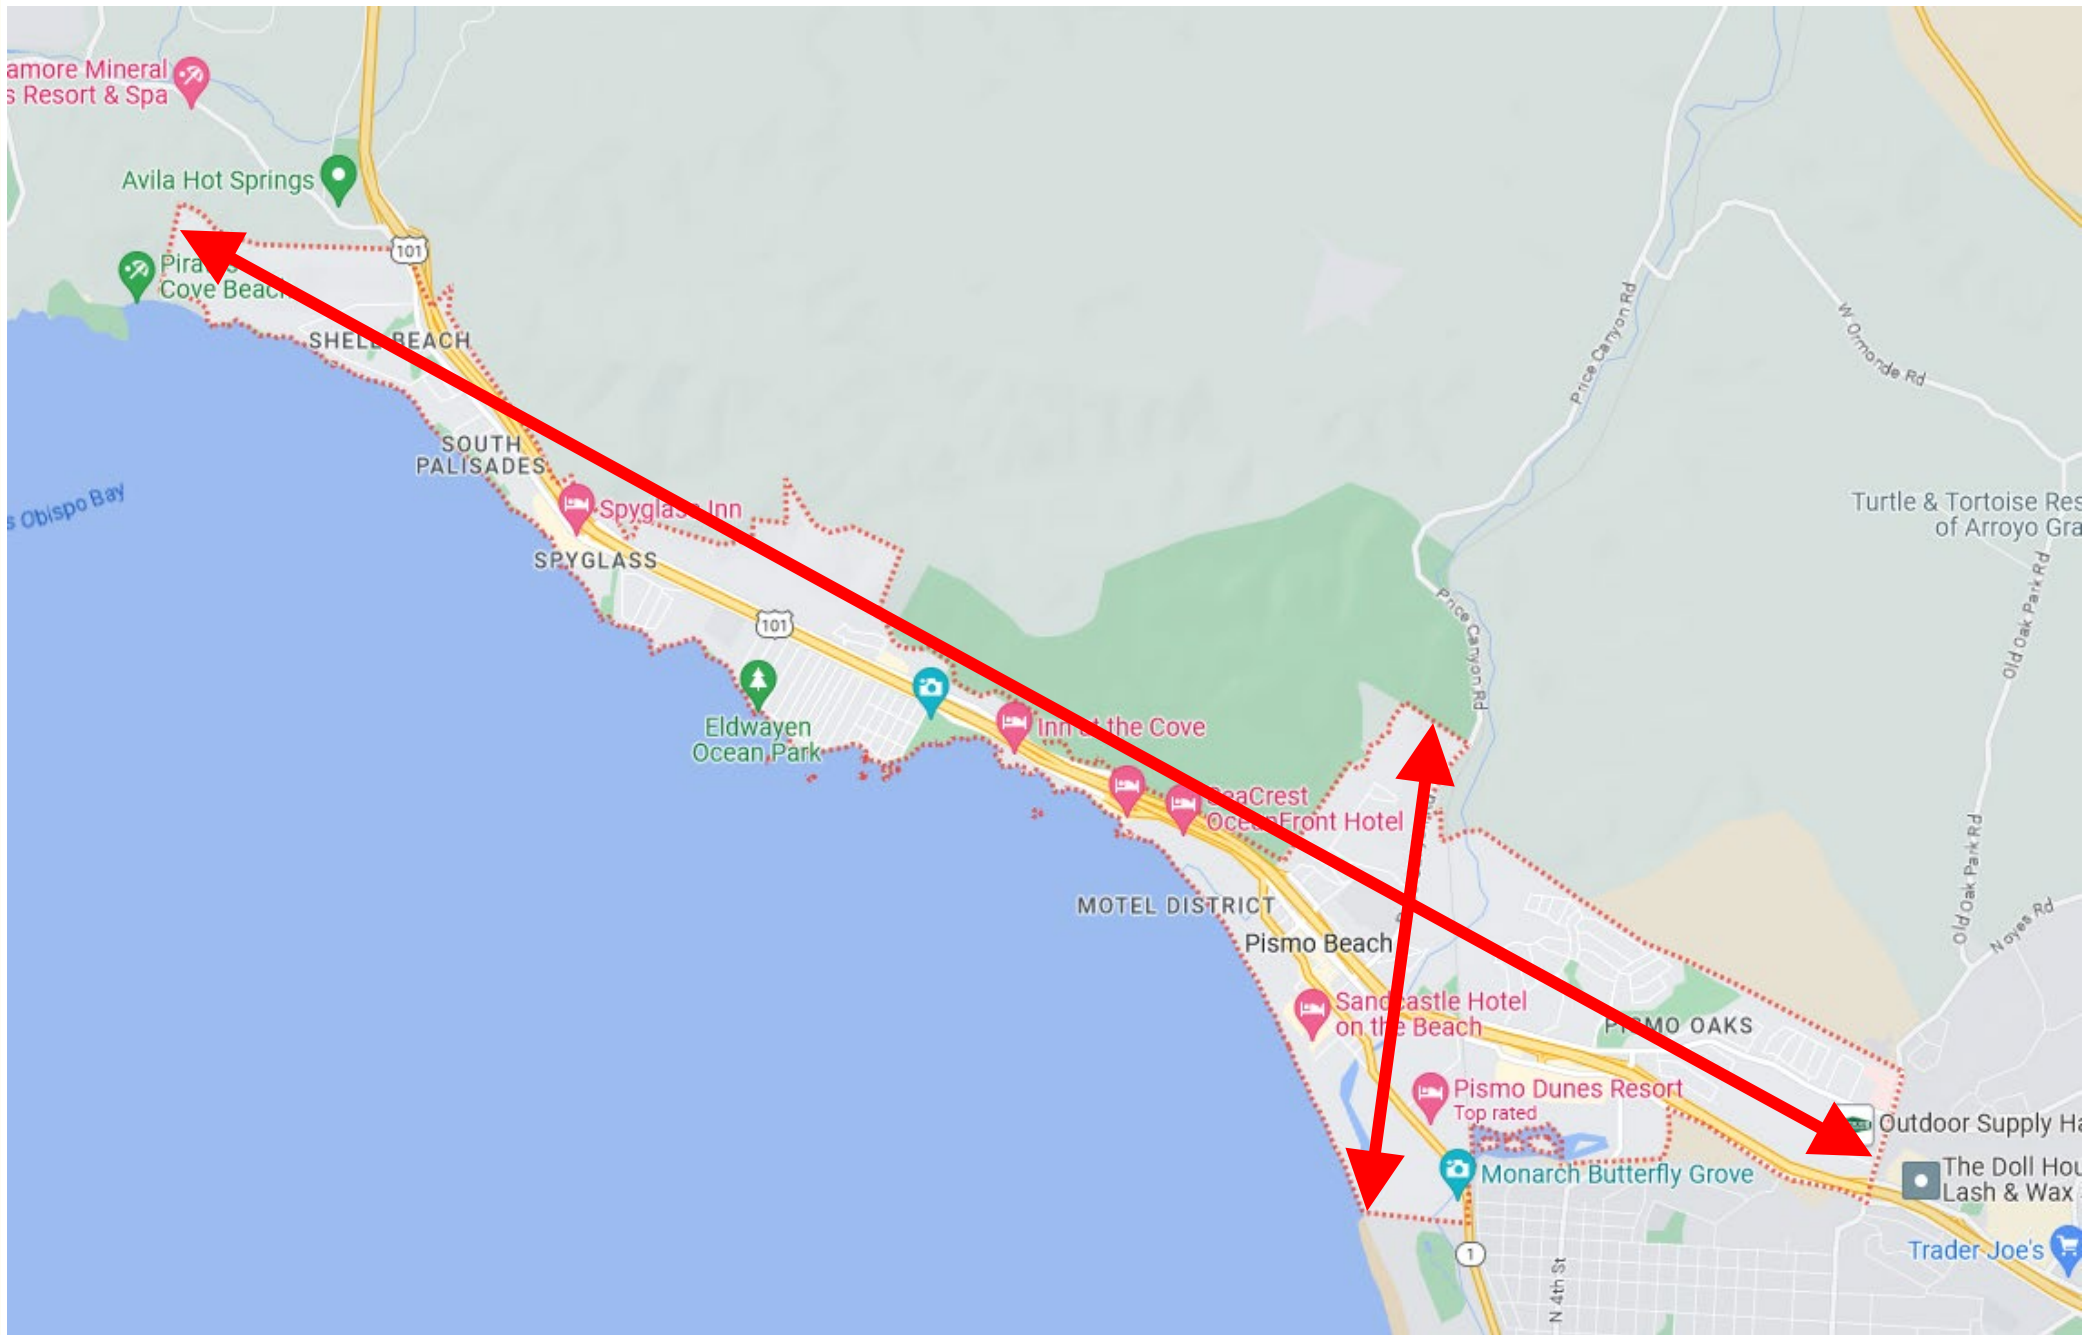 amore Mineral
s Resort & Spa
Avila Hot Springs
101
Cove Beach
SHELL BEACH
SOUTH
PALISADES
s Obispo Bay
Spyglass Inn
SPYGLASS
101
Eldwayen
Ocean Park
Inn at the Cove
SeaCrest
OceanFront Hotel
MOTEL DISTRICT
Pismo Beach
Sandcastle Hotel
on the Beach
PISMO OAKS
Pismo Dunes Resort
Top rated
Monarch Butterfly Grove
1
N 4th St
Price Canyon Rd
Price Canyon Rd
W Ormonde Rd
Turtle & Tortoise Res
of Arroyo Gra
Old Oak Park Rd
Old Oak Park Rd
Noyes Rd
Outdoor Supply Ha
The Doll Hou
Lash & Wax
Trader Joe's